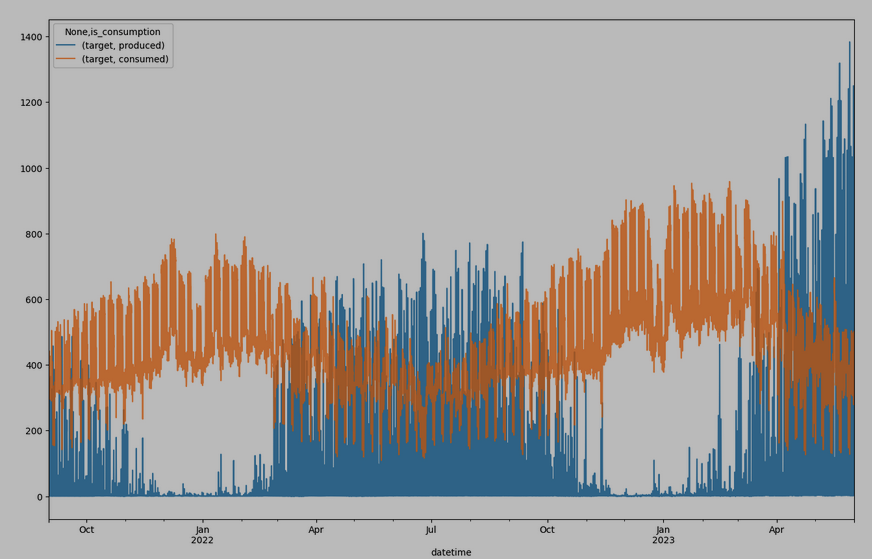 None,is_consumption
(target, produced)
(target, consumed)
1400
1200
1000
800
600
400
200
0
Oct
Jan
2022
Apr
Jul
Oct
Jan
2023
Apr
datetime